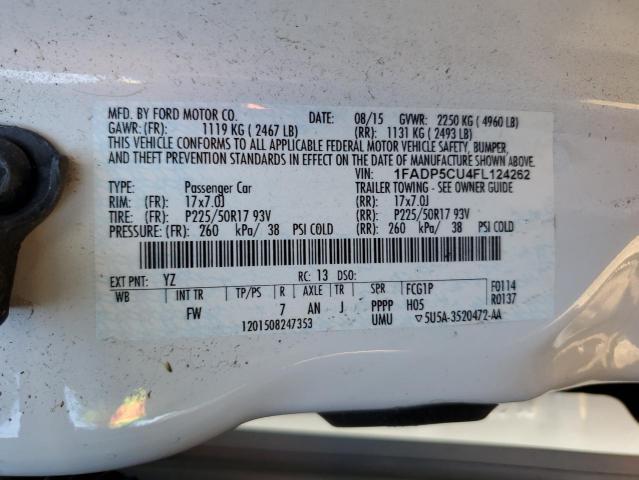 MFD. BY FORD MOTOR CO. DATE: 08/15 GVWR: 2250 KG ( 4960 LB)
GAWR: (FR): 1119 KG ( 2467 LB) (RR): 1131 KG ( 2493 LB)
THIS VEHICLE CONFORMS TO ALL APPLICABLE FEDERAL MOTOR VEHICLE SAFETY, BUMPER,
AND THEFT PREVENTION STANDARDS IN EFFECT ON THE DATE OF MANUFACTURE SHOWN ABOVE.
VIN: 1FADP5CU4FL124262
TYPE: Passenger Car TRAILER TOWING - SEE OWNER GUIDE
RIM: (FR): 17x7.0J (RR): 17x7.0J
TIRE: (FR): P225/50R17 93V (RR): P225/50R17 93V
PRESSURE: (FR): 260 kPa/ 38 PSI COLD (RR): 260 kPa/ 38 PSI COLD
EXT PNT: YZ RC: 13 DSO:
WB INT TR TP/PS R AXLE TR SPR FCG1P F0114
FW 7 AN J PPPP H05 R0137
1201508247353 UMU ▽5U5A-3520472-AA